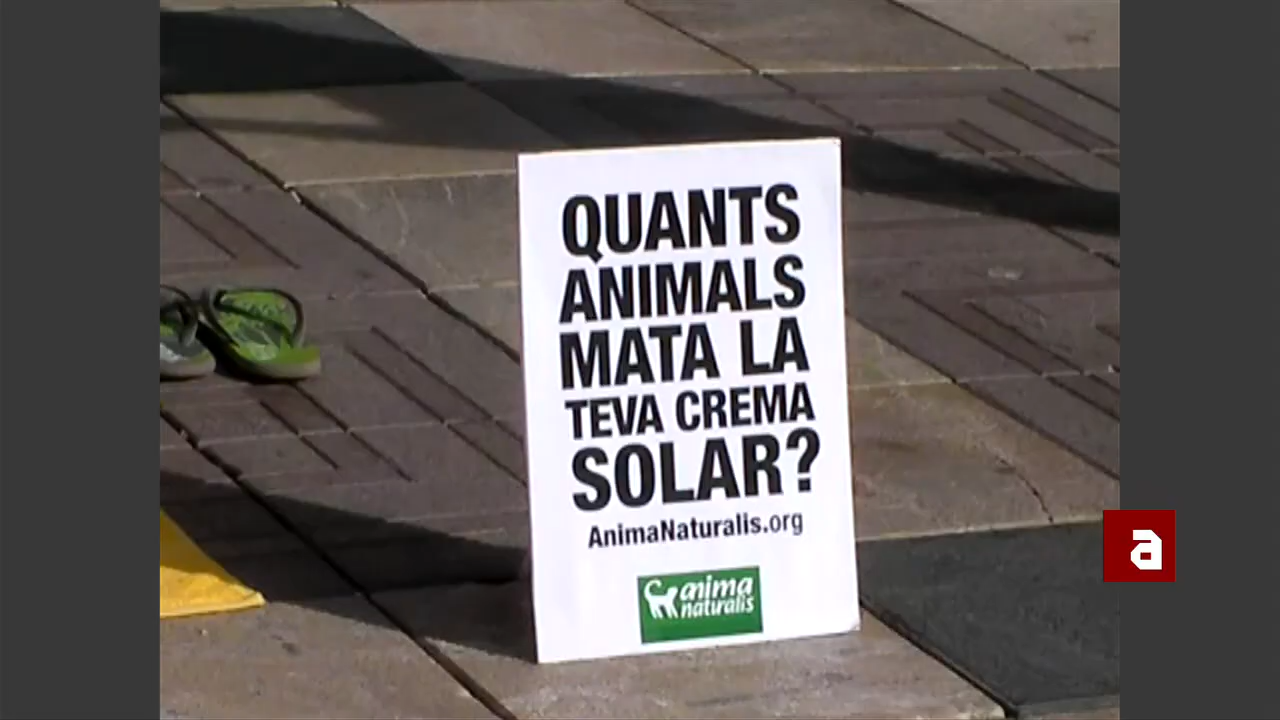 QUANTS
ANIMALS
MATA LA
TEVA CREMA
SOLAR?
AnimaNaturalis.org
anima
naturalis
a